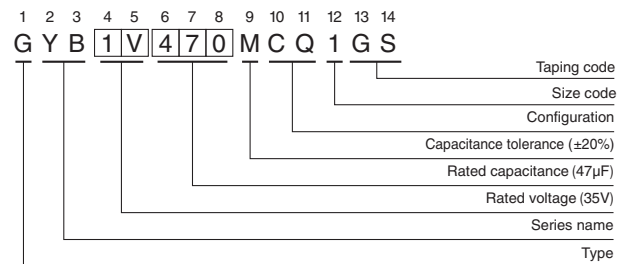 1 2 3 4 5 6 7 8 9 10 11 12 13 14
G Y B 1 V 4 7 0 M C Q 1 G S
Taping code
Size code
Configuration
Capacitance tolerance (±20%)
Rated capacitance (47µF)
Rated voltage (35V)
Series name
Type